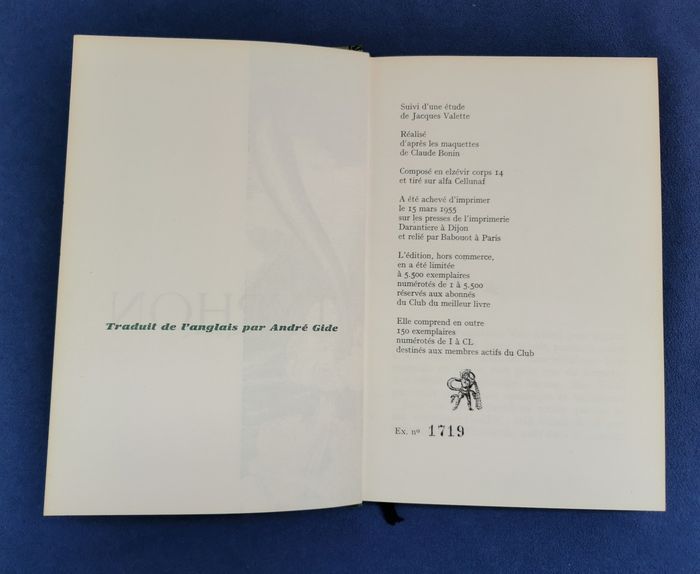 Traduit de l'anglais par André Gide
Suivi d'une étude
de Jacques Valette
Réalisé
d'après les maquettes
de Claude Bonin
Composé en elzévir corps 14
et tiré sur alfa Cellunaf
A été achevé d'imprimer
le 15 mars 1955
sur les presses de l'imprimerie
Darantiere à Dijon
et relié par Babouot à Paris
L'édition, hors commerce,
en a été limitée
à 5.500 exemplaires
numérotés de 1 à 5.500
réservés aux abonnés
du Club du meilleur livre
Elle comprend en outre
150 exemplaires
numérotés de I à CL
destinés aux membres actifs du Club
Ex. nº 1719